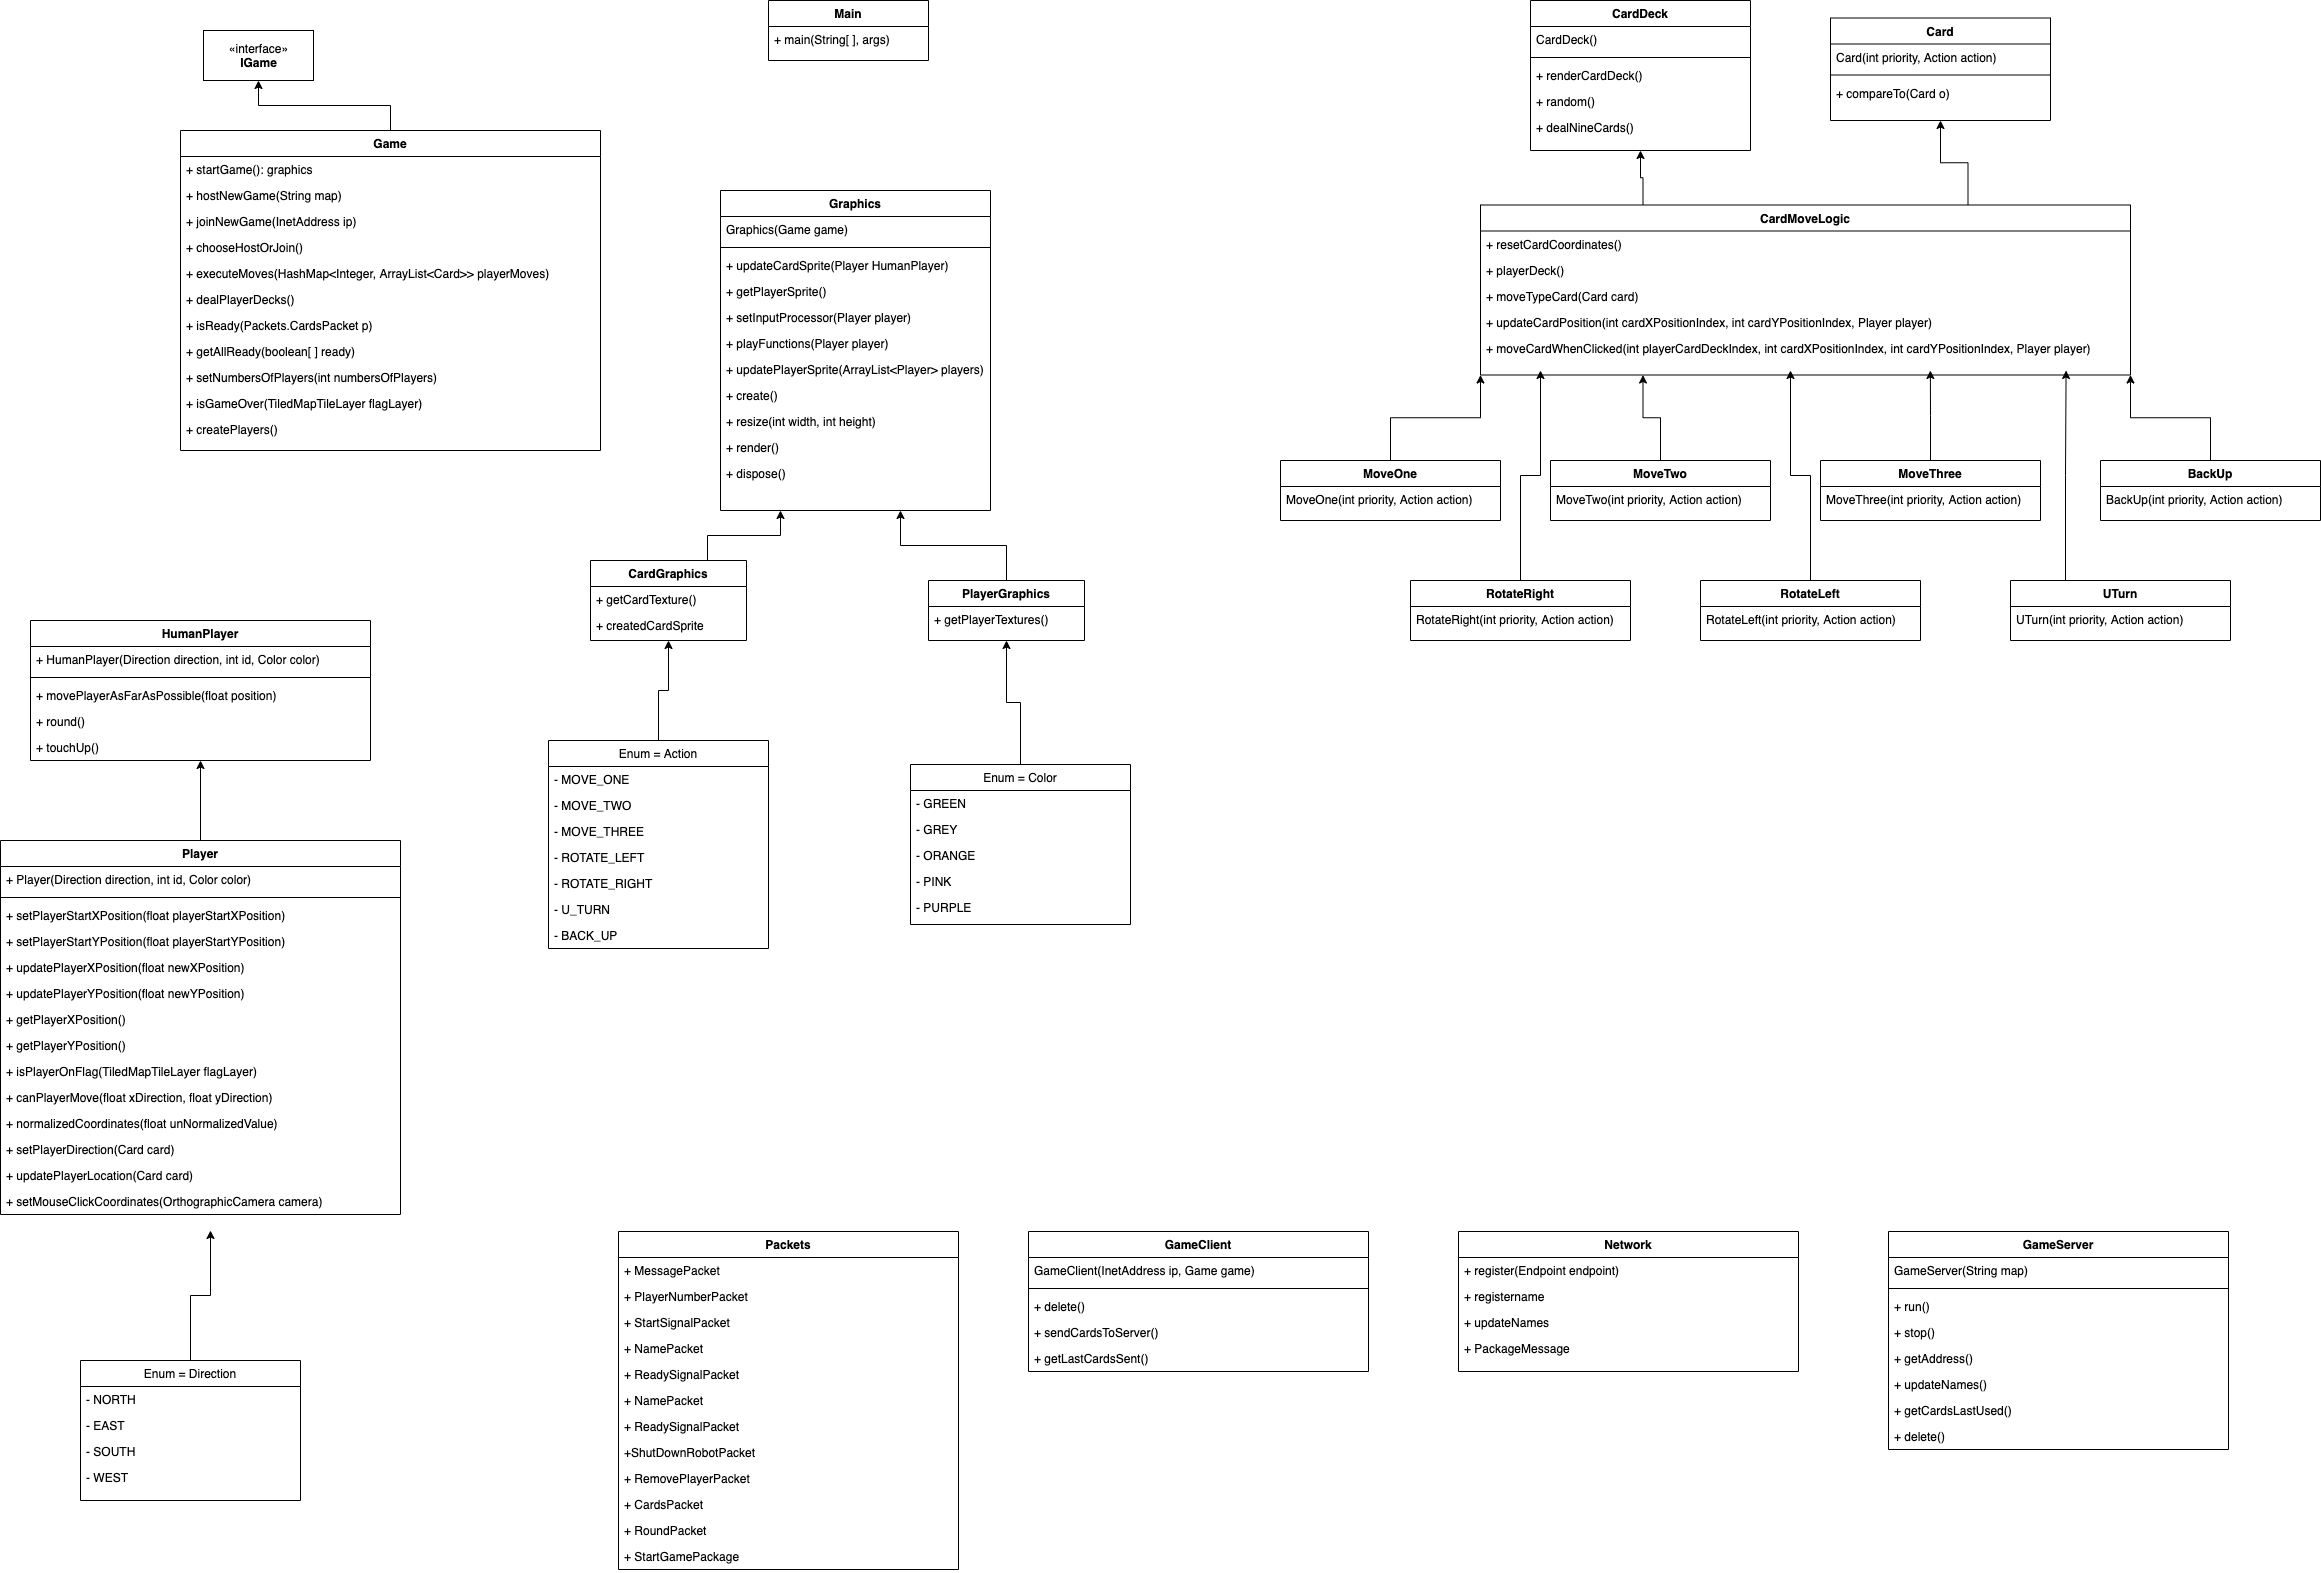 Main
+ main(String[ ], args)
«interface»
IGame
Game
+ startGame(): graphics
+ hostNewGame(String map)
+ joinNewGame(InetAddress ip)
+ chooseHostOrJoin()
+ executeMoves(HashMap<Integer, ArrayList<Card>> playerMoves)
+ dealPlayerDecks()
+ isReady(Packets.CardsPacket p)
+ getAllReady(boolean[ ] ready)
+ setNumbersOfPlayers(int numbersOfPlayers)
+ isGameOver(TiledMapTileLayer flagLayer)
+ createPlayers()
Graphics
Graphics(Game game)
+ updateCardSprite(Player HumanPlayer)
+ getPlayerSprite()
+ setInputProcessor(Player player)
+ playFunctions(Player player)
+ updatePlayerSprite(ArrayList<Player> players)
+ create()
+ resize(int width, int height)
+ render()
+ dispose()
CardDeck
CardDeck()
+ renderCardDeck()
+ random()
+ dealNineCards()
Card
Card(int priority, Action action)
+ compareTo(Card o)
CardMoveLogic
+ resetCardCoordinates()
+ playerDeck()
+ moveTypeCard(Card card)
+ updateCardPosition(int cardXPositionIndex, int cardYPositionIndex, Player player)
+ moveCardWhenClicked(int playerCardDeckIndex, int cardXPositionIndex, int cardYPositionIndex, Player player)
MoveOne
MoveOne(int priority, Action action)
MoveTwo
MoveTwo(int priority, Action action)
MoveThree
MoveThree(int priority, Action action)
BackUp
BackUp(int priority, Action action)
RotateRight
RotateRight(int priority, Action action)
RotateLeft
RotateLeft(int priority, Action action)
UTurn
UTurn(int priority, Action action)
CardGraphics
+ getCardTexture()
+ createdCardSprite
PlayerGraphics
+ getPlayerTextures()
HumanPlayer
+ HumanPlayer(Direction direction, int id, Color color)
+ movePlayerAsFarAsPossible(float position)
+ round()
+ touchUp()
Enum = Action
- MOVE_ONE
- MOVE_TWO
- MOVE_THREE
- ROTATE_LEFT
- ROTATE_RIGHT
- U_TURN
- BACK_UP
Enum = Color
- GREEN
- GREY
- ORANGE
- PINK
- PURPLE
Player
+ Player(Direction direction, int id, Color color)
+ setPlayerStartXPosition(float playerStartXPosition)
+ setPlayerStartYPosition(float playerStartYPosition)
+ updatePlayerXPosition(float newXPosition)
+ updatePlayerYPosition(float newYPosition)
+ getPlayerXPosition()
+ getPlayerYPosition()
+ isPlayerOnFlag(TiledMapTileLayer flagLayer)
+ canPlayerMove(float xDirection, float yDirection)
+ normalizedCoordinates(float unNormalizedValue)
+ setPlayerDirection(Card card)
+ updatePlayerLocation(Card card)
+ setMouseClickCoordinates(OrthographicCamera camera)
Enum = Direction
- NORTH
- EAST
- SOUTH
- WEST
Packets
+ MessagePacket
+ PlayerNumberPacket
+ StartSignalPacket
+ NamePacket
+ ReadySignalPacket
+ NamePacket
+ ReadySignalPacket
+ShutDownRobotPacket
+ RemovePlayerPacket
+ CardsPacket
+ RoundPacket
+ StartGamePackage
GameClient
GameClient(InetAddress ip, Game game)
+ delete()
+ sendCardsToServer()
+ getLastCardsSent()
Network
+ register(Endpoint endpoint)
+ registername
+ updateNames
+ PackageMessage
GameServer
GameServer(String map)
+ run()
+ stop()
+ getAddress()
+ updateNames()
+ getCardsLastUsed()
+ delete()